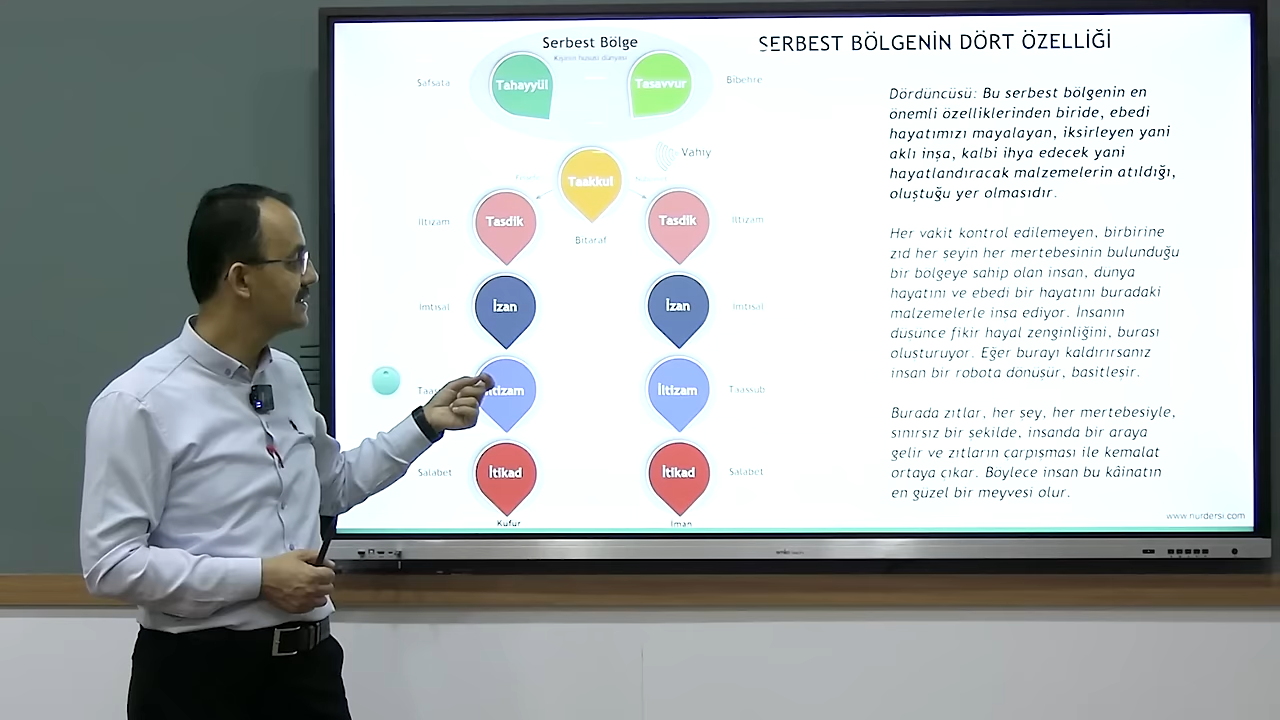 Serbest Bölge
SERBEST BÖLGENİN DÖRT ÖZELLİĞİ
Kişinin hususi dünyası
Safsata
Tahayyül
Tasavvur
Bibehre
Vahiy
Taakkul
Tasdik
Tasdik
İltizam
İltizam
Bitaraf
İzan
İzan
İmtisal
İmtisal
İltizam
Taassub
İtikad
İtikad
Salabet
Salabet
Küfür
İman
Dördüncüsü: Bu serbest bölgenin en
önemli özelliklerinden biride, ebedi
hayatımızı mayalayan, iksirleyen yani
aklı inşa, kalbi ihya edecek yani
hayatlandıracak malzemelerin atıldığı,
oluştuğu yer olmasıdır.
Her vakit kontrol edilemeyen, birbirine
zıd her şeyin her mertebesinin bulunduğu
bir bölgeye sahip olan insan, dünya
hayatını ve ebedi bir hayatını buradaki
malzemelerle inşa ediyor. İnsanın
düşünce fikir hayal zenginliğini, burası
oluşturuyor. Eğer burayı kaldırırsanız
insan bir robota dönüşür, basitleşir.
Burada zıtlar, her şey, her mertebesiyle,
sınırsız bir şekilde, insanda bir araya
gelir ve zıtların çarpışması ile kemalat
ortaya çıkar. Böylece insan bu kâinatın
en güzel bir meyvesi olur.
www.nurdersi.com